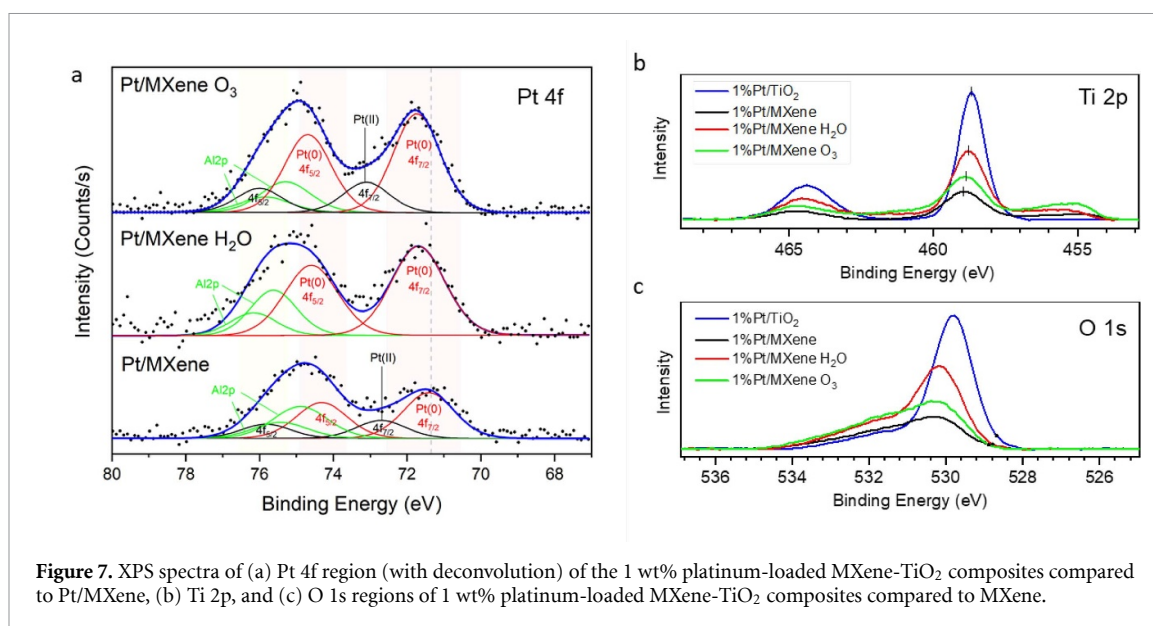 a
Pt/MXene O₃
Pt 4f
Pt(II)
Al2p
Pt(0)
4f₅/₂
4f₅/₂
4f₇/₂
Pt(0)
4f₇/₂
Pt/MXene H₂O
Al2p
Pt(0)
4f₅/₂
Pt(0)
4f₇/₂
Pt/MXene
Pt(II)
Al2p
4f₅/₂
4f₅/₂
4f₇/₂
Pt(0)
4f₇/₂
Intensity (Counts/s)
80 78 76 74 72 70 68
Binding Energy (eV)
b
Ti 2p
1%Pt/TiO₂
1%Pt/MXene
1%Pt/MXene H₂O
1%Pt/MXene O₃
Intensity
465 460 455
Binding Energy (eV)
c
O 1s
1%Pt/TiO₂
1%Pt/MXene
1%Pt/MXene H₂O
1%Pt/MXene O₃
Intensity
536 534 532 530 528 526
Binding Energy (eV)
Figure 7. XPS spectra of (a) Pt 4f region (with deconvolution) of the 1 wt% platinum-loaded MXene-TiO₂ composites compared
to Pt/MXene, (b) Ti 2p, and (c) O 1s regions of 1 wt% platinum-loaded MXene-TiO₂ composites compared to MXene.